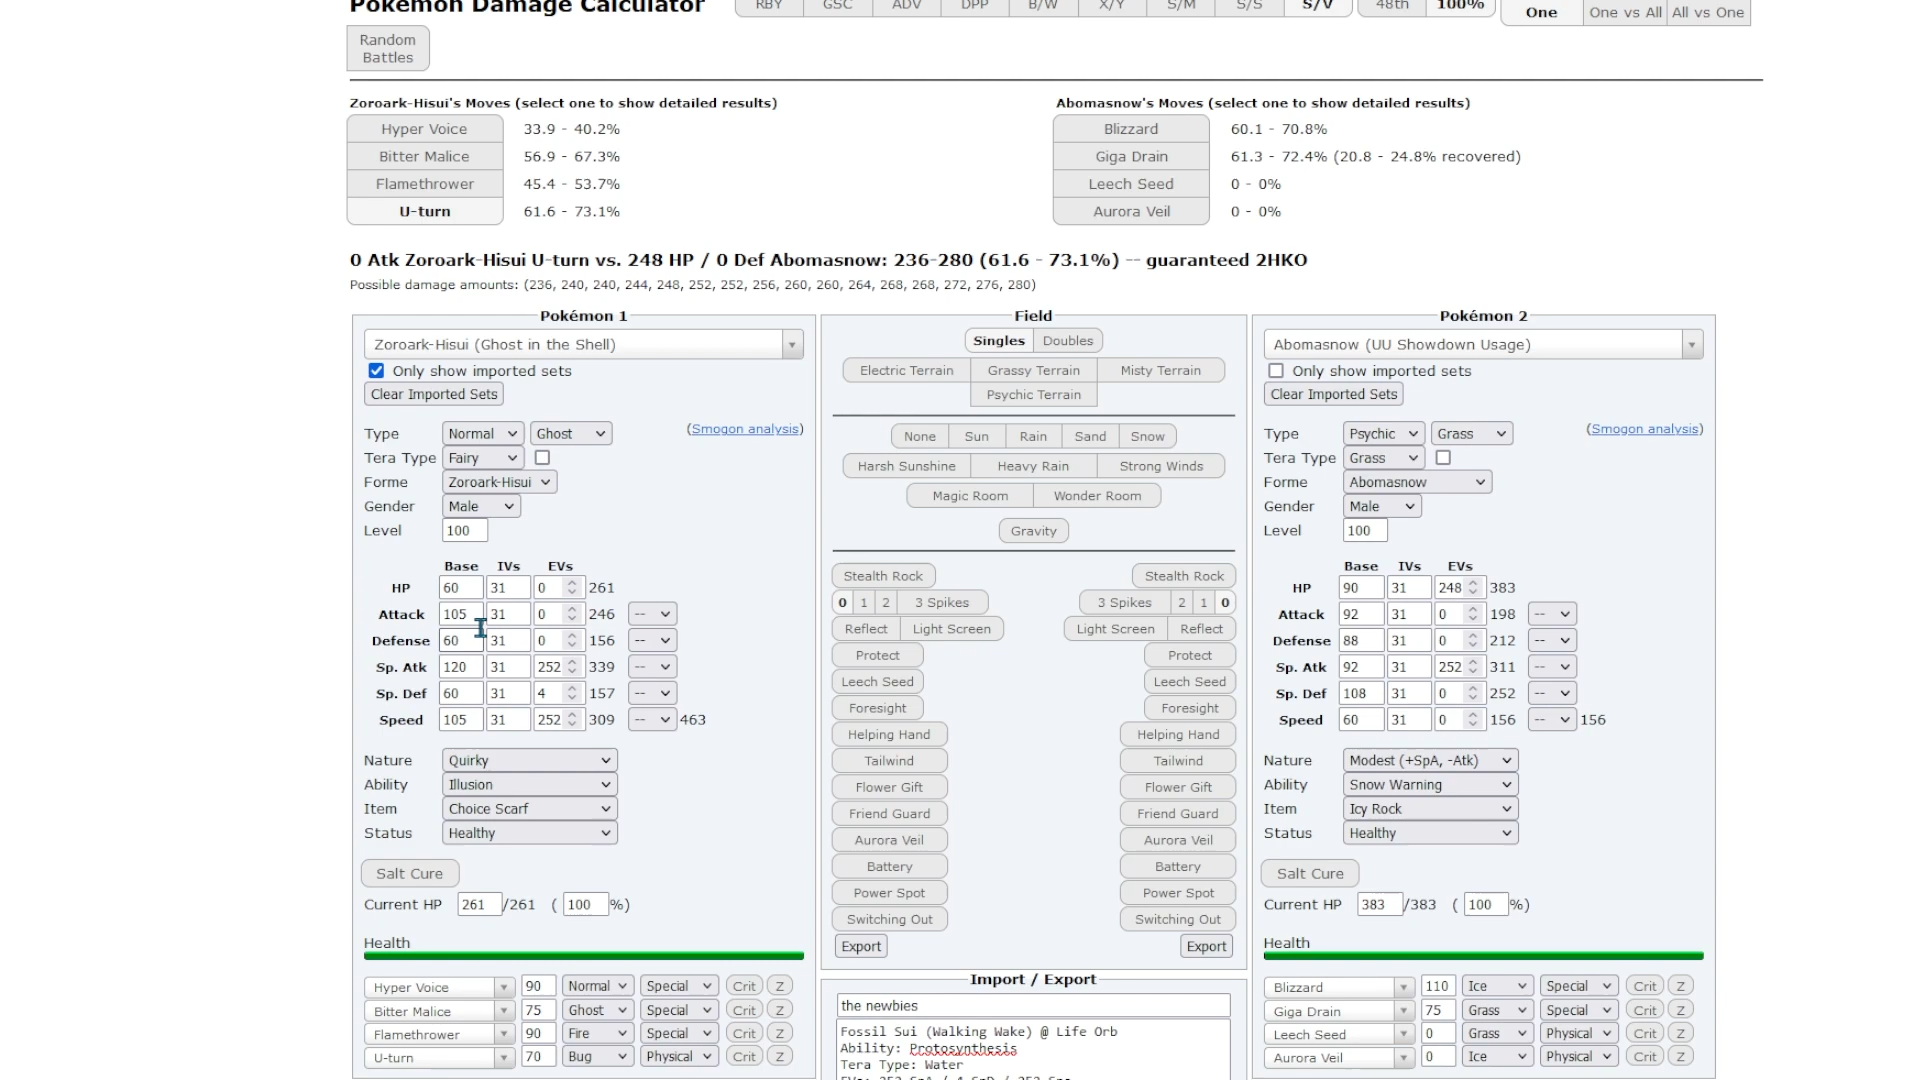 Pokémon Damage Calculator RBY GSC ADV DPP B/W X/Y S/M S/S S/V 48th 100% One One vs All All vs One
Random
Battles
Zoroark-Hisui's Moves (select one to show detailed results)
Hyper Voice 33.9 - 40.2%
Bitter Malice 56.9 - 67.3%
Flamethrower 45.4 - 53.7%
U-turn 61.6 - 73.1%
Abomasnow's Moves (select one to show detailed results)
Blizzard 60.1 - 70.8%
Giga Drain 61.3 - 72.4% (20.8 - 24.8% recovered)
Leech Seed 0 - 0%
Aurora Veil 0 - 0%
0 Atk Zoroark-Hisui U-turn vs. 248 HP / 0 Def Abomasnow: 236-280 (61.6 - 73.1%) -- guaranteed 2HKO
Possible damage amounts: (236, 240, 240, 244, 248, 252, 252, 256, 260, 260, 264, 268, 268, 272, 276, 280)
Pokémon 1
Zoroark-Hisui (Ghost in the Shell)
Only show imported sets
Clear Imported Sets
Type Normal Ghost (Smogon analysis)
Tera Type Fairy
Forme Zoroark-Hisui
Gender Male
Level 100
Base IVs EVs
HP 60 31 0 261
Attack 105 31 0 246 --
Defense 60 31 0 156 --
Sp. Atk 120 31 252 339 --
Sp. Def 60 31 4 157 --
Speed 105 31 252 309 -- 463
Nature Quirky
Ability Illusion
Item Choice Scarf
Status Healthy
Salt Cure
Current HP 261 /261 ( 100 %)
Health
Hyper Voice 90 Normal Special Crit Z
Bitter Malice 75 Ghost Special Crit Z
Flamethrower 90 Fire Special Crit Z
U-turn 70 Bug Physical Crit Z
Field
Singles Doubles
Electric Terrain Grassy Terrain Misty Terrain
Psychic Terrain
None Sun Rain Sand Snow
Harsh Sunshine Heavy Rain Strong Winds
Magic Room Wonder Room
Gravity
Stealth Rock Stealth Rock
0 1 2 3 Spikes 3 Spikes 2 1 0
Reflect Light Screen Light Screen Reflect
Protect Protect
Leech Seed Leech Seed
Foresight Foresight
Helping Hand Helping Hand
Tailwind Tailwind
Flower Gift Flower Gift
Friend Guard Friend Guard
Aurora Veil Aurora Veil
Battery Battery
Power Spot Power Spot
Switching Out Switching Out
Export Export
Import / Export
the newbies
Fossil Sui (Walking Wake) @ Life Orb
Ability: Protosynthesis
Tera Type: Water
EVs: 252 SpA / 4 SpD / 252 Spe
Pokémon 2
Abomasnow (UU Showdown Usage)
Only show imported sets
Clear Imported Sets
Type Psychic Grass (Smogon analysis)
Tera Type Grass
Forme Abomasnow
Gender Male
Level 100
Base IVs EVs
HP 90 31 248 383
Attack 92 31 0 198 --
Defense 88 31 0 212 --
Sp. Atk 92 31 252 311 --
Sp. Def 108 31 0 252 --
Speed 60 31 0 156 -- 156
Nature Modest (+SpA, -Atk)
Ability Snow Warning
Item Icy Rock
Status Healthy
Salt Cure
Current HP 383 /383 ( 100 %)
Health
Blizzard 110 Ice Special Crit Z
Giga Drain 75 Grass Special Crit Z
Leech Seed 0 Grass Physical Crit Z
Aurora Veil 0 Ice Physical Crit Z